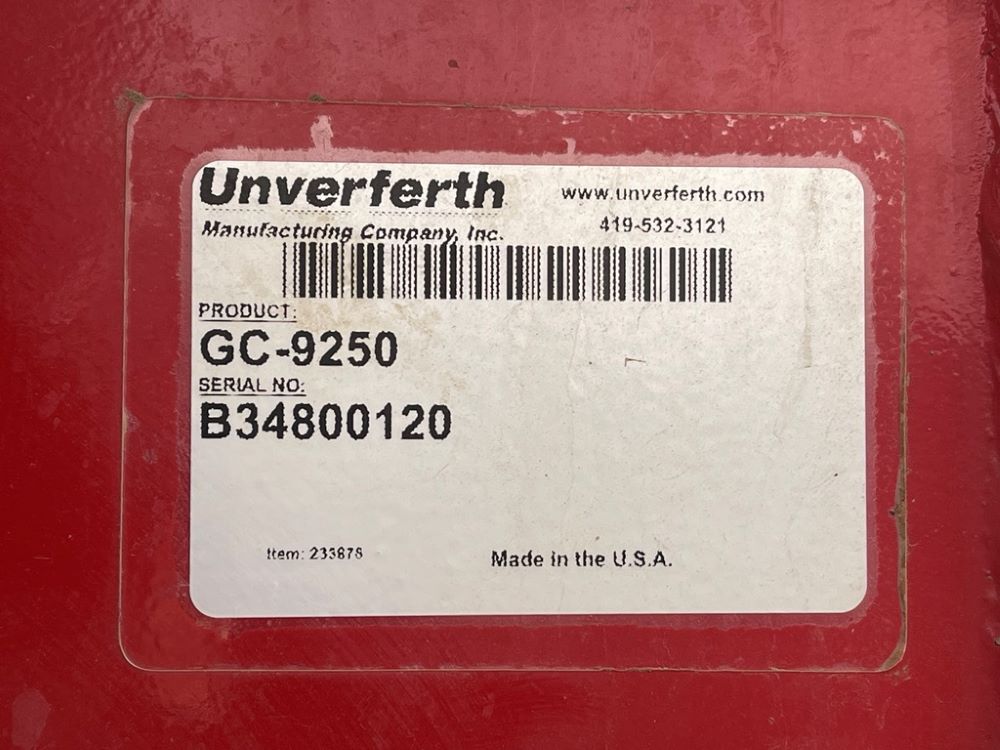 Unverferth
www.unverferth.com
Manufacturing Company, Inc.
419-532-3121
PRODUCT:
GC-9250
SERIAL NO:
B34800120
Item: 233878
Made in the U.S.A.